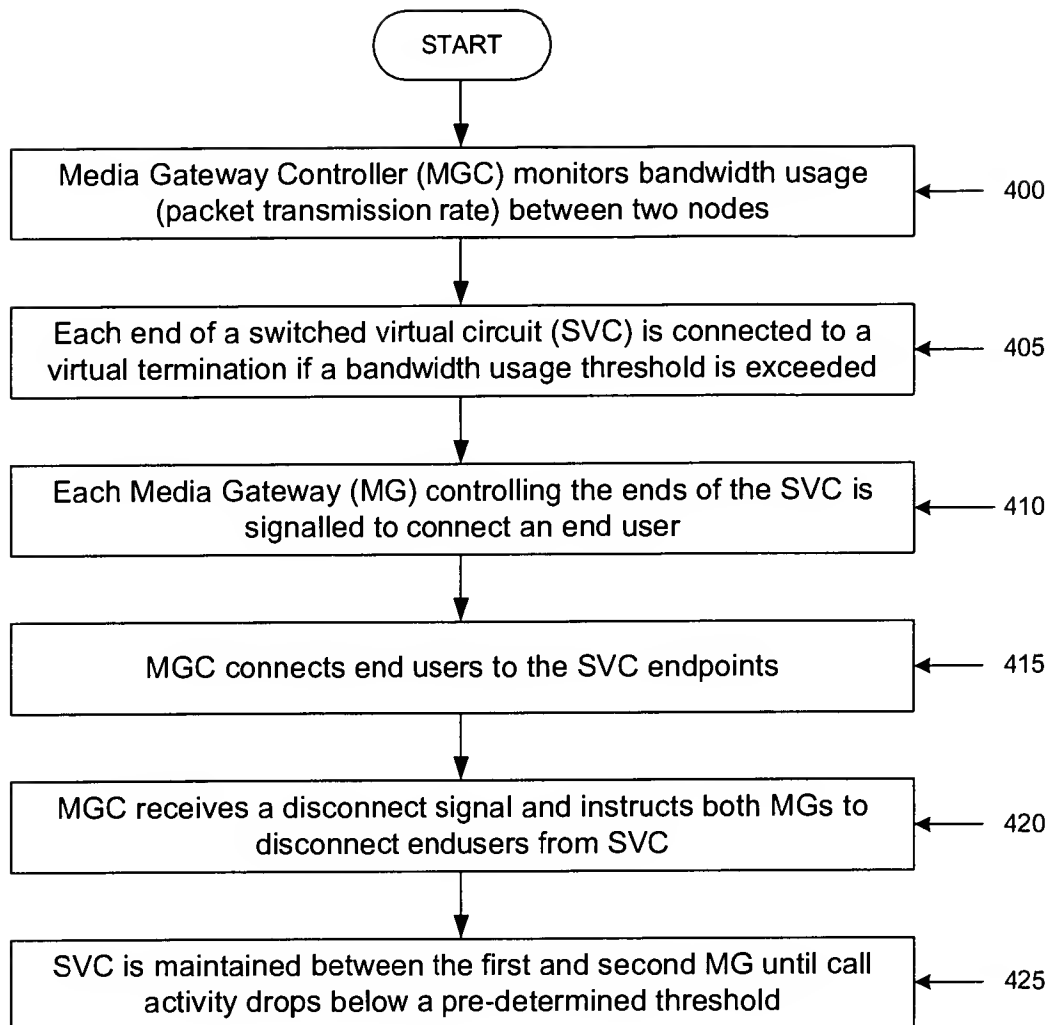 START
Media Gateway Controller (MGC) monitors bandwidth usage
(packet transmission rate) between two nodes
400
Each end of a switched virtual circuit (SVC) is connected to a
virtual termination if a bandwidth usage threshold is exceeded
405
Each Media Gateway (MG) controlling the ends of the SVC is
signalled to connect an end user
410
MGC connects end users to the SVC endpoints
415
MGC receives a disconnect signal and instructs both MGs to
disconnect endusers from SVC
420
SVC is maintained between the first and second MG until call
activity drops below a pre-determined threshold
425